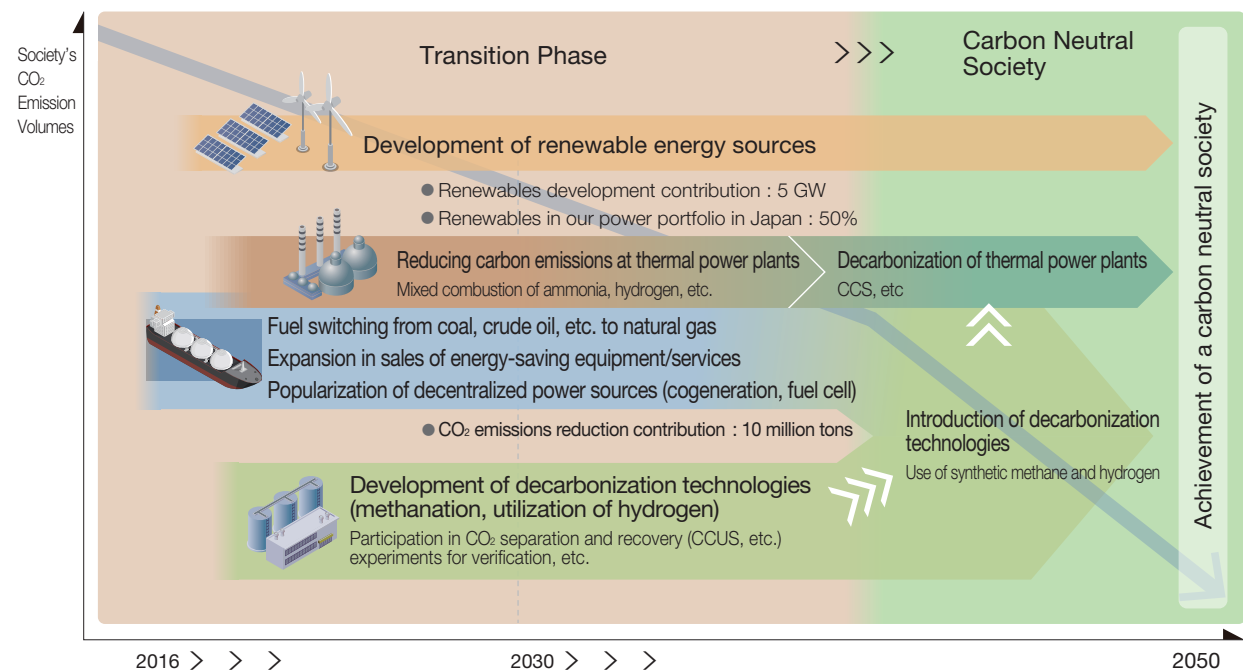 Society's
CO₂
Emission
Volumes
Transition Phase
Carbon Neutral
Society
Development of renewable energy sources
● Renewables development contribution : 5 GW
● Renewables in our power portfolio in Japan : 50%
Reducing carbon emissions at thermal power plants
Mixed combustion of ammonia, hydrogen, etc.
Decarbonization of thermal power plants
CCS, etc
Fuel switching from coal, crude oil, etc. to natural gas
Expansion in sales of energy-saving equipment/services
Popularization of decentralized power sources (cogeneration, fuel cell)
● CO₂ emissions reduction contribution : 10 million tons
Introduction of decarbonization
technologies
Use of synthetic methane and hydrogen
Development of decarbonization technologies
(methanation, utilization of hydrogen)
Participation in CO₂ separation and recovery (CCUS, etc.)
experiments for verification, etc.
Achievement of a carbon neutral society
2016
2030
2050